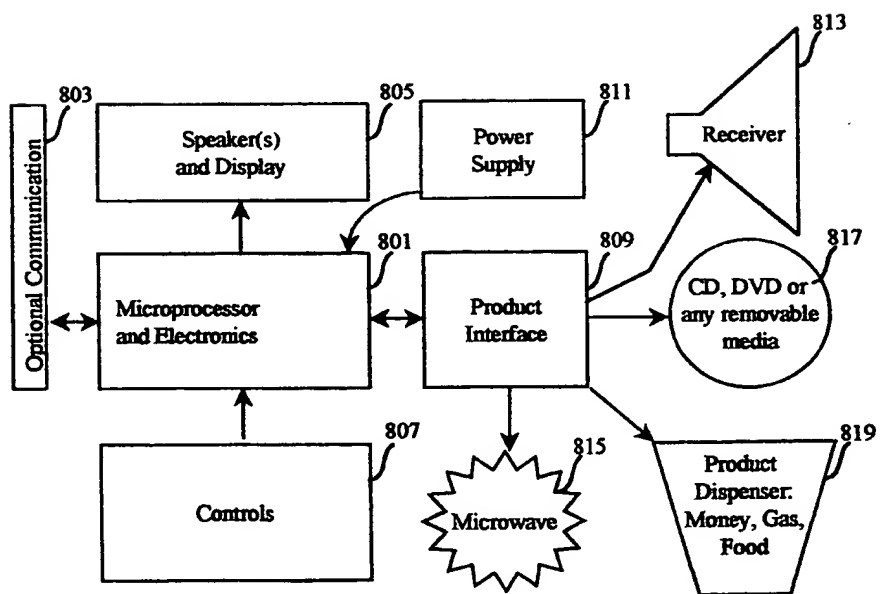 803
Optional Communication
805
Speaker(s)
and Display
811
Power
Supply
813
Receiver
801
Microprocessor
and Electronics
809
Product
Interface
817
CD, DVD or
any removable
media
807
Controls
815
Microwave
819
Product
Dispenser:
Money, Gas,
Food